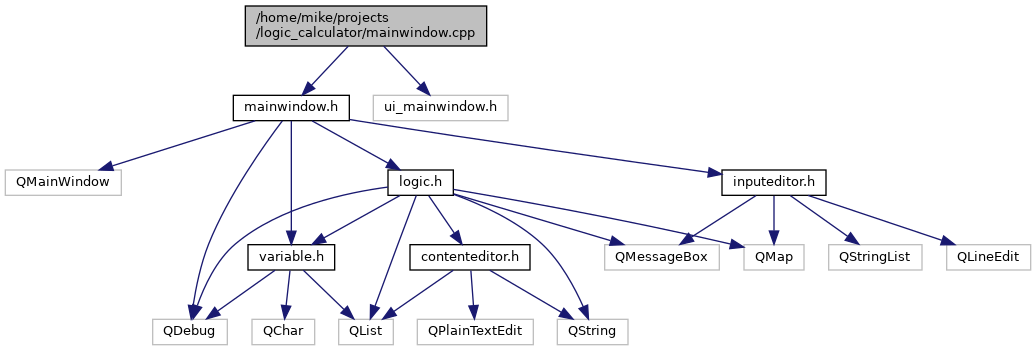 /home/mike/projects
/logic_calculator/mainwindow.cpp
mainwindow.h
ui_mainwindow.h
QMainWindow
logic.h
inputeditor.h
variable.h
contenteditor.h
QMessageBox
QMap
QStringList
QLineEdit
QDebug
QChar
QList
QPlainTextEdit
QString